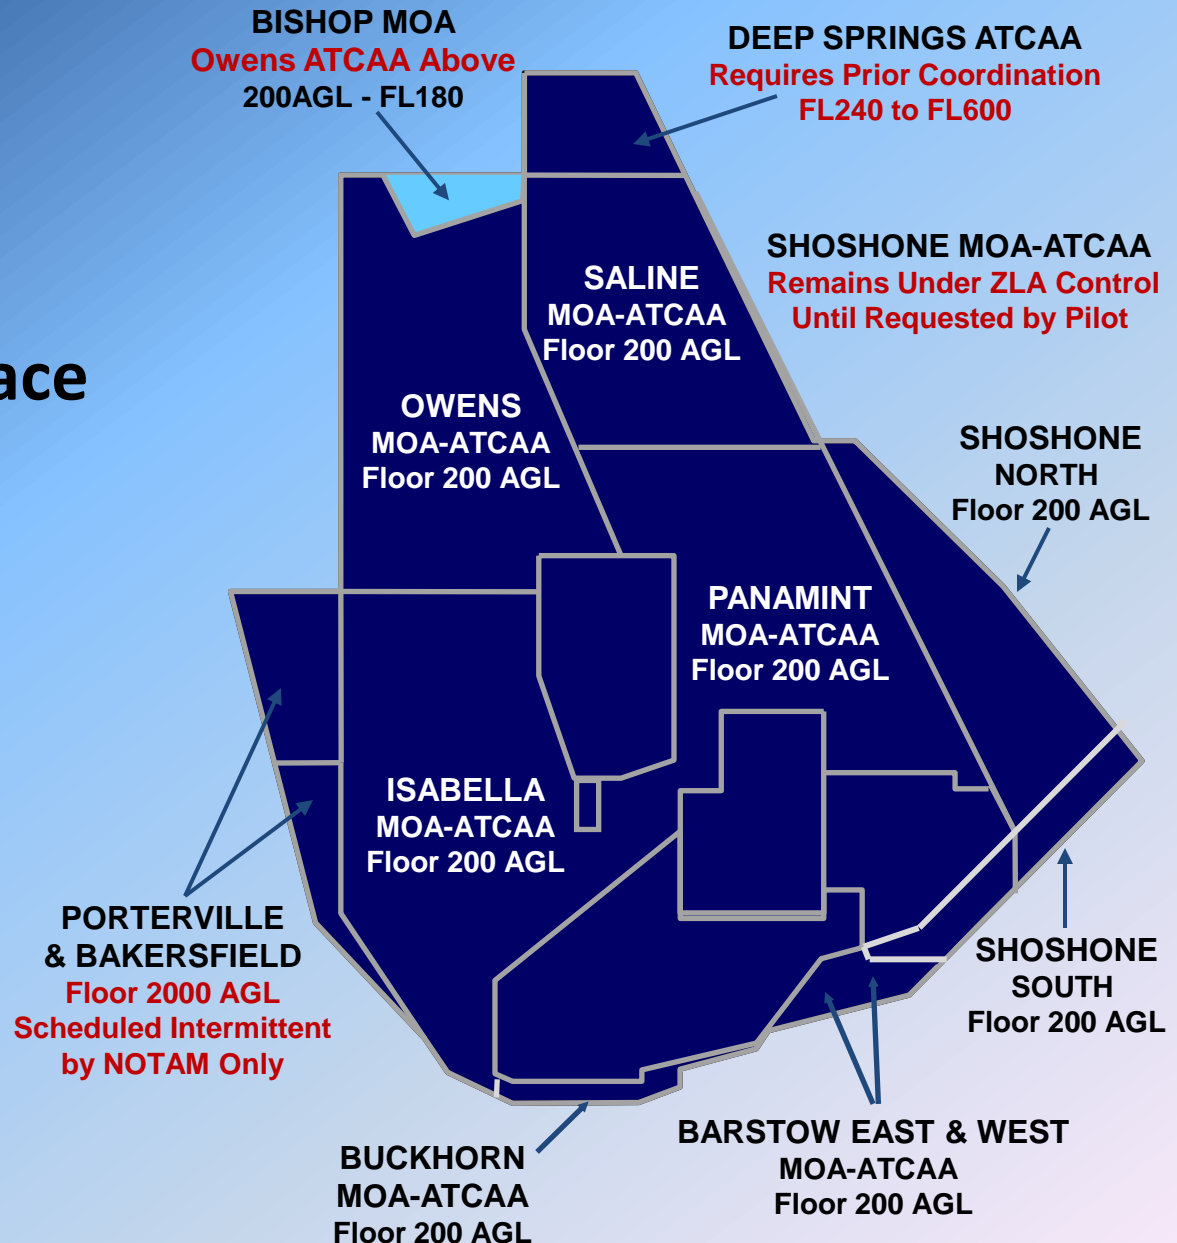 BISHOP MOA
Owens ATCAA Above
200AGL - FL180
DEEP SPRINGS ATCAA
Requires Prior Coordination
FL240 to FL600
SHOSHONE MOA-ATCAA
Remains Under ZLA Control
Until Requested by Pilot
SALINE
MOA-ATCAA
Floor 200 AGL
ace
OWENS
MOA-ATCAA
Floor 200 AGL
SHOSHONE
NORTH
Floor 200 AGL
PANAMINT
MOA-ATCAA
Floor 200 AGL
ISABELLA
MOA-ATCAA
Floor 200 AGL
PORTERVILLE
& BAKERSFIELD
Floor 2000 AGL
Scheduled Intermittent
by NOTAM Only
SHOSHONE
SOUTH
Floor 200 AGL
BARSTOW EAST & WEST
MOA-ATCAA
Floor 200 AGL
BUCKHORN
MOA-ATCAA
Floor 200 AGL